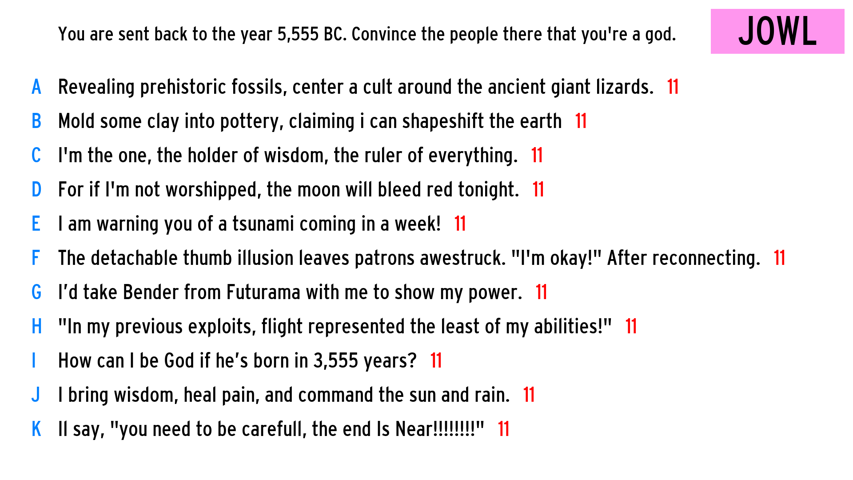 You are sent back to the year 5,555 BC. Convince the people there that you're a god.
JOWL
A Revealing prehistoric fossils, center a cult around the ancient giant lizards. 11
B Mold some clay into pottery, claiming i can shapeshift the earth 11
C I'm the one, the holder of wisdom, the ruler of everything. 11
D For if I'm not worshipped, the moon will bleed red tonight. 11
E I am warning you of a tsunami coming in a week! 11
F The detachable thumb illusion leaves patrons awestruck. "I'm okay!" After reconnecting. 11
G I’d take Bender from Futurama with me to show my power. 11
H "In my previous exploits, flight represented the least of my abilities!" 11
I How can I be God if he’s born in 3,555 years? 11
J I bring wisdom, heal pain, and command the sun and rain. 11
K Il say, "you need to be carefull, the end Is Near!!!!!!!!" 11